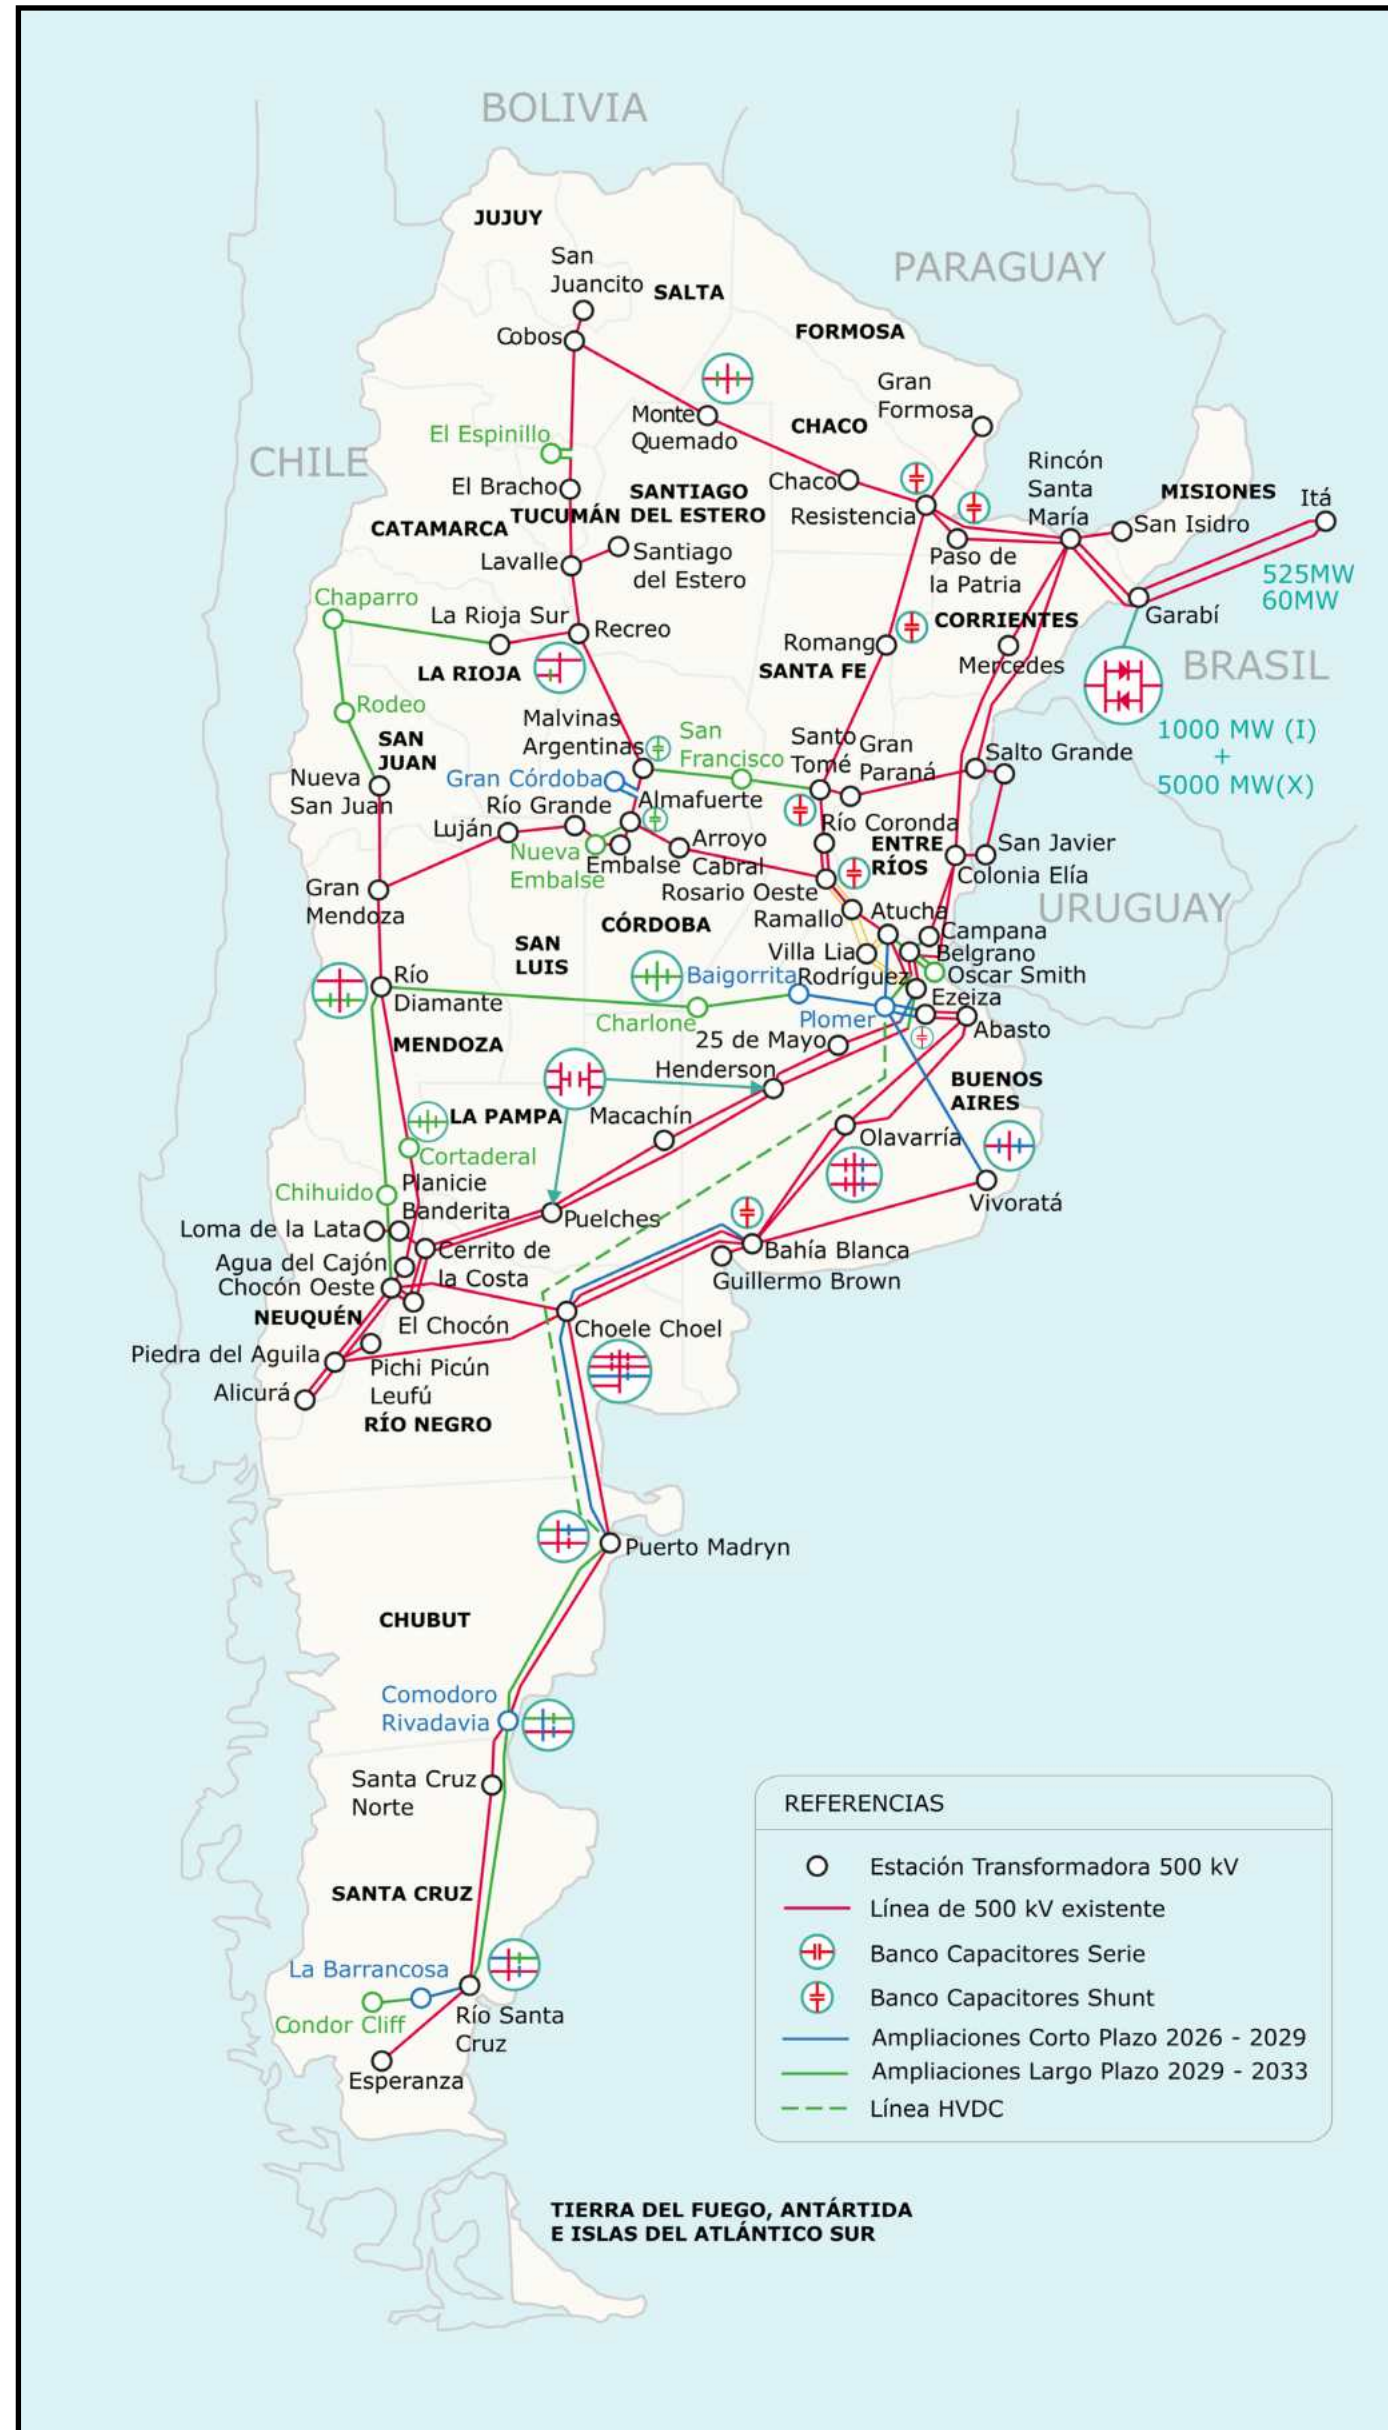 BOLIVIA
JUJUY
San
Juancito
SALTA
PARAGUAY
Cobos
FORMOSA
Gran
Formosa
Monte
Quemado
CHACO
El Espinillo
CHILE
Rincón
Santa
María
El Bracho
SANTIAGO
DEL ESTERO
Chaco
MISIONES
Itá
CATAMARCA
TUCUMÁN
Resistencia
San Isidro
Lavalle
Santiago
del Estero
Paso de
la Patria
525MW
60MW
Chaparro
La Rioja Sur
Recreo
CORRIENTES
Garabí
Romang
Mercedes
LA RIOJA
SANTA FE
BRASIL
Rodeo
Malvinas
Argentinas
San
Francisco
Santo
Tomé
Gran
Paraná
Salto Grande
1000 MW (I)
+
5000 MW(X)
SAN
JUAN
Nueva
San Juan
Gran Córdoba
Río Grande
Almafuerte
Luján
Río Coronda
Nueva
Embalse
Embalse
Arroyo
Cabral
ENTRE
RÍOS
San Javier
Colonia Elía
Gran
Mendoza
Rosario Oeste
CÓRDOBA
Ramallo
Atucha
URUGUAY
SAN
LUIS
Campana
Villa Lia
Belgrano
Río
Diamante
Baigorrita
Rodríguez
Oscar Smith
Ezeiza
Charlone
Plomer
Abasto
MENDOZA
25 de Mayo
Henderson
BUENOS
AIRES
LA PAMPA
Macachín
Olavarría
Cortaderal
Chihuido
Planicie
Banderita
Vivoratá
Loma de la Lata
Puelches
Agua del Cajón
Cerrito de
la Costa
Bahía Blanca
Chocón Oeste
Guillermo Brown
NEUQUÉN
El Chocón
Choele Choel
Piedra del Aguila
Pichi Picún
Leufú
Alicurá
RÍO NEGRO
Puerto Madryn
CHUBUT
Comodoro
Rivadavia
Santa Cruz
Norte
SANTA CRUZ
La Barrancosa
Condor Cliff
Río Santa
Cruz
Esperanza
REFERENCIAS
Estación Transformadora 500 kV
Línea de 500 kV existente
Banco Capacitores Serie
Banco Capacitores Shunt
Ampliaciones Corto Plazo 2026 - 2029
Ampliaciones Largo Plazo 2029 - 2033
Línea HVDC
TIERRA DEL FUEGO, ANTÁRTIDA
E ISLAS DEL ATLÁNTICO SUR